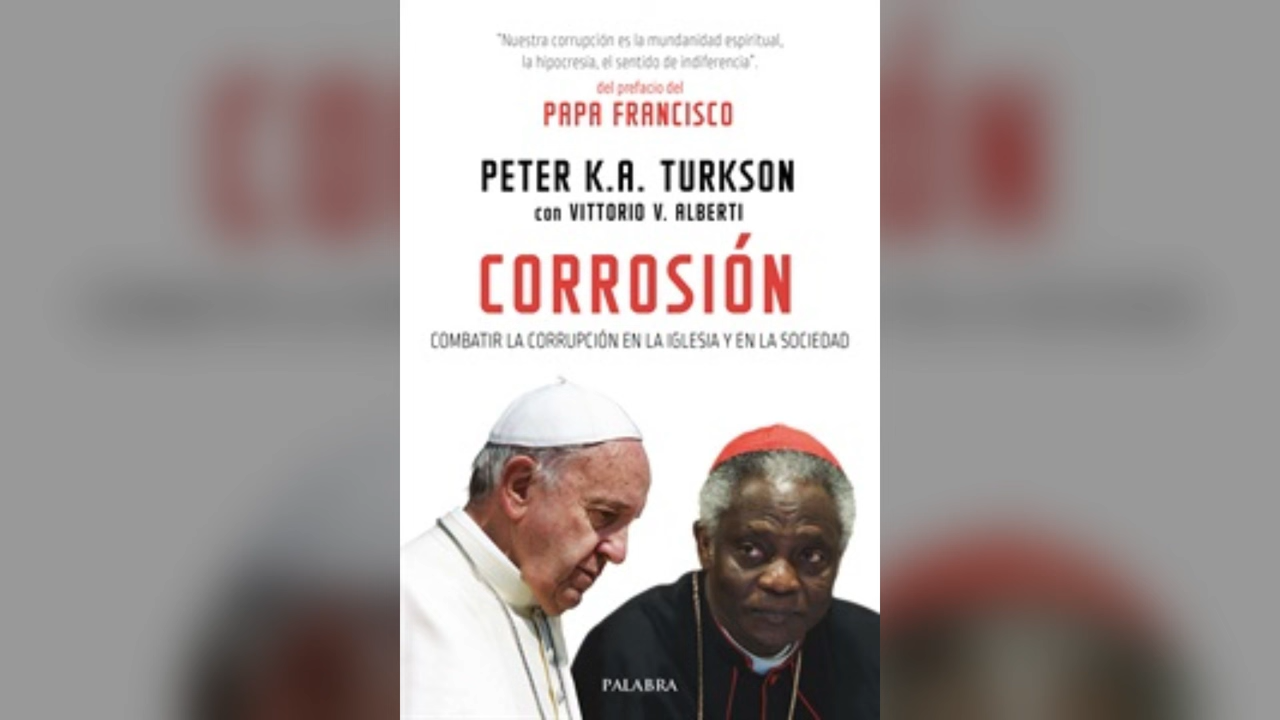 "Nuestra corrupción es la mundanidad espiritual,
la hipocresía, el sentido de indiferencia".
del prefacio del
PAPA FRANCISCO
PETER K.A. TURKSON
con VITTORIO V. ALBERTI
CORROSIÓN
COMBATIR LA CORRUPCIÓN EN LA IGLESIA Y EN LA SOCIEDAD
PALABRA